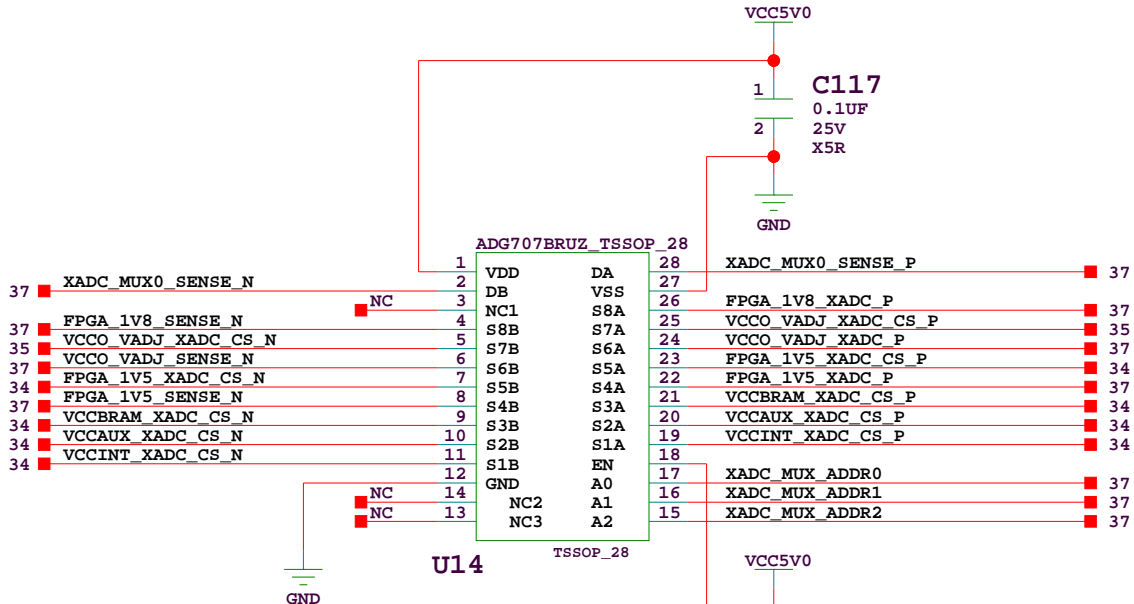 VCC5V0
1
C117
0.1UF
2
25V
X5R
GND
ADG707BRUZ_TSSOP_28
1 VDD DA 28 XADC_MUX0_SENSE_P 37
37 XADC_MUX0_SENSE_N 2 DB VSS 27
NC 3 NC1 S8A 26 FPGA_1V8_XADC_P 37
37 FPGA_1V8_SENSE_N 4 S8B S7A 25 VCCO_VADJ_XADC_CS_P 35
35 VCCO_VADJ_XADC_CS_N 5 S7B S6A 24 VCCO_VADJ_XADC_P 37
37 VCCO_VADJ_SENSE_N 6 S6B S5A 23 FPGA_1V5_XADC_CS_P 34
34 FPGA_1V5_XADC_CS_N 7 S5B S4A 22 FPGA_1V5_XADC_P 37
37 FPGA_1V5_SENSE_N 8 S4B S3A 21 VCCBRAM_XADC_CS_P 34
34 VCCBRAM_XADC_CS_N 9 S3B S2A 20 VCCAUX_XADC_CS_P 34
34 VCCAUX_XADC_CS_N 10 S2B S1A 19 VCCINT_XADC_CS_P 34
34 VCCINT_XADC_CS_N 11 S1B EN 18
12 GND A0 17 XADC_MUX_ADDR0 37
NC 14 NC2 A1 16 XADC_MUX_ADDR1 37
NC 13 NC3 A2 15 XADC_MUX_ADDR2 37
U14
TSSOP_28
VCC5V0
GND